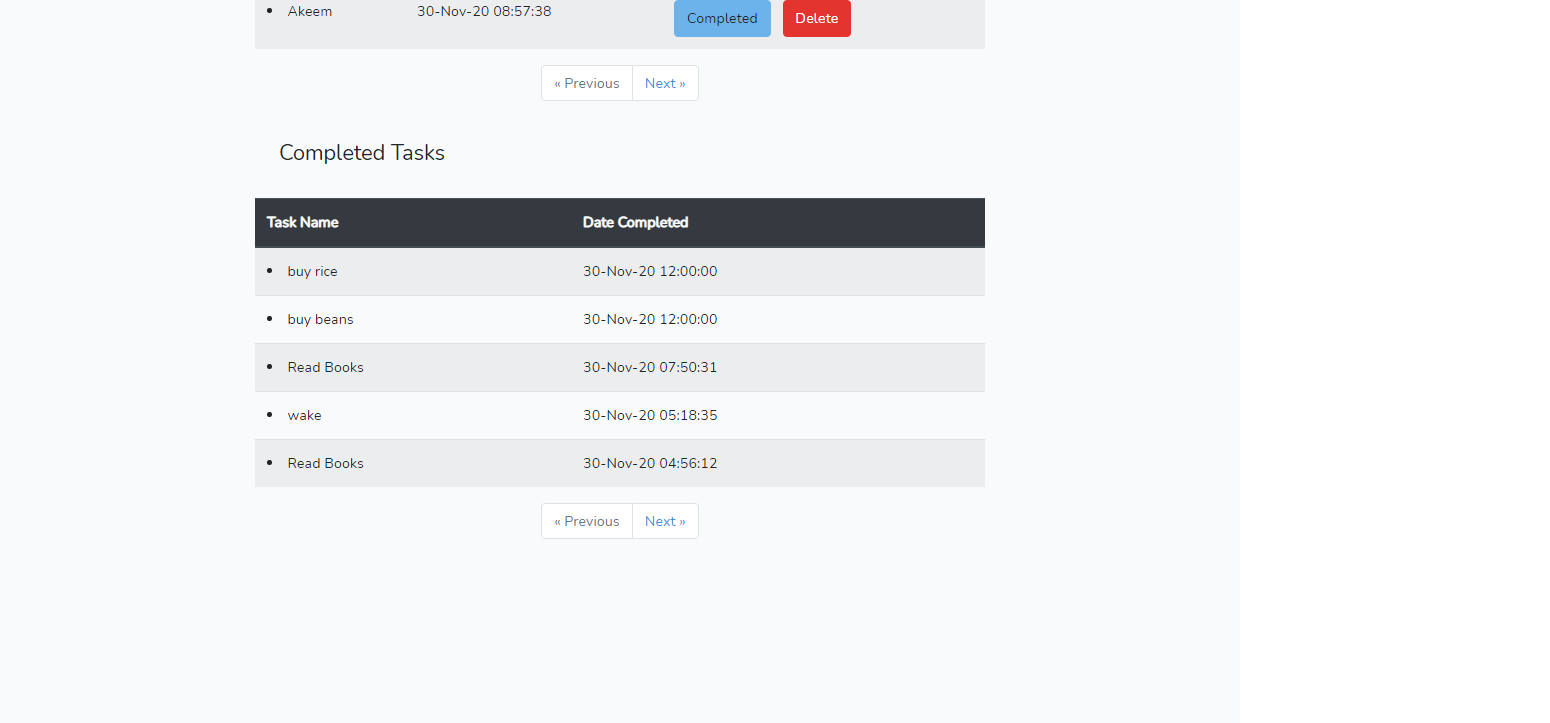 Akeem 30-Nov-20 08:57:38 Completed Delete
« Previous Next »
Completed Tasks
Task Name Date Completed
buy rice 30-Nov-20 12:00:00
buy beans 30-Nov-20 12:00:00
Read Books 30-Nov-20 07:50:31
wake 30-Nov-20 05:18:35
Read Books 30-Nov-20 04:56:12
« Previous Next »